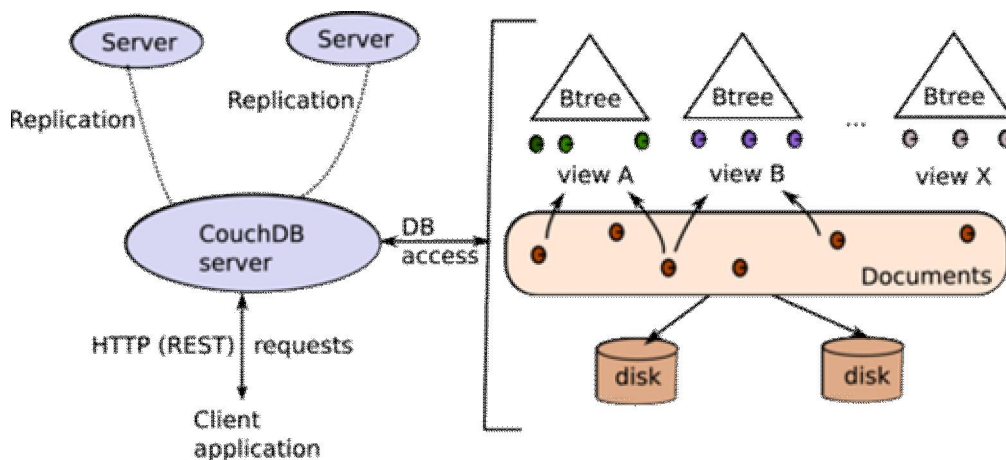 Server
Server
Replication
Replication
CouchDB
server
DB
access
HTTP (REST) requests
Client
application
Btree
Btree
Btree
...
view A
view B
view X
Documents
disk
disk